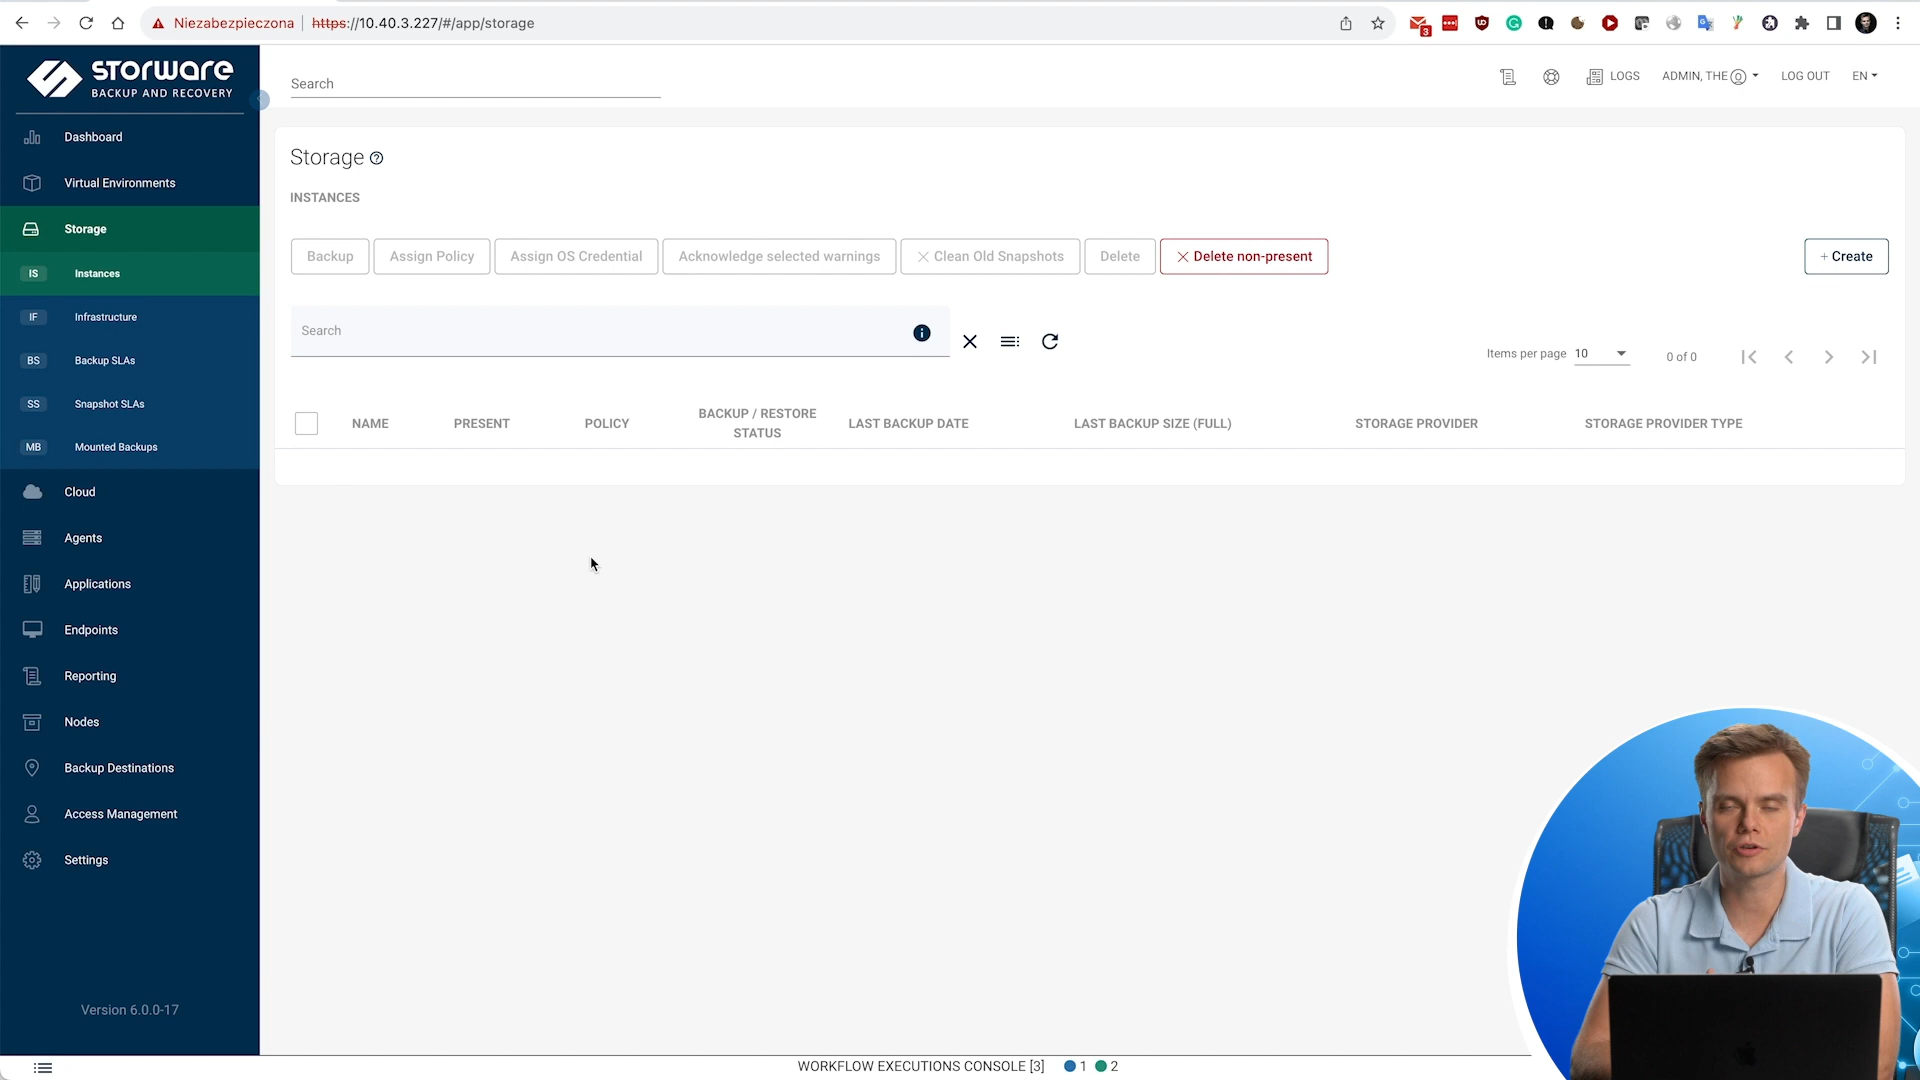 Niezabezpieczona | https://10.40.3.227/#/app/storage
3
STORWARE
BACKUP AND RECOVERY
Search
LOGS
ADMIN, THE
LOG OUT
EN
Dashboard
Virtual Environments
Storage
IS Instances
IF Infrastructure
BS Backup SLAs
SS Snapshot SLAs
MB Mounted Backups
Cloud
Agents
Applications
Endpoints
Reporting
Nodes
Backup Destinations
Access Management
Settings
Version 6.0.0-17
Storage
INSTANCES
Backup
Assign Policy
Assign OS Credential
Acknowledge selected warnings
Clean Old Snapshots
Delete
Delete non-present
+ Create
Search
Items per page 10
0 of 0
NAME
PRESENT
POLICY
BACKUP / RESTORE
STATUS
LAST BACKUP DATE
LAST BACKUP SIZE (FULL)
STORAGE PROVIDER
STORAGE PROVIDER TYPE
WORKFLOW EXECUTIONS CONSOLE [3] 1 2